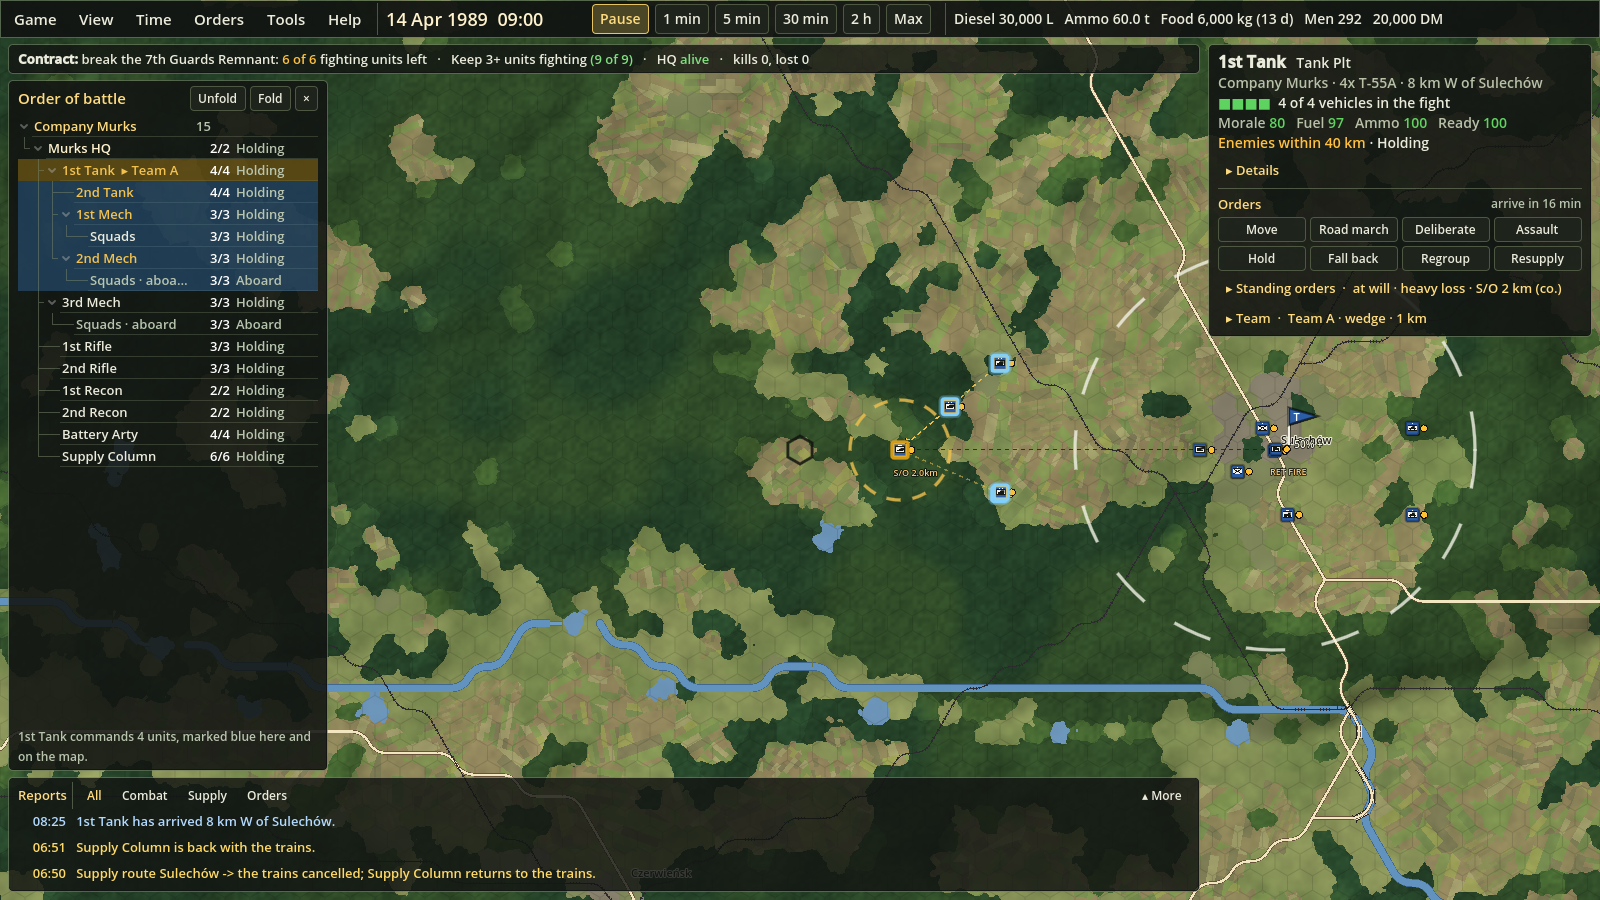 Game View Time Orders Tools Help 14 Apr 1989 09:00 Pause 1 min 5 min 30 min 2 h Max Diesel 30,000 L Ammo 60.0 t Food 6,000 kg (13 d) Men 292 20,000 DM
Contract: break the 7th Guards Remnant: 6 of 6 fighting units left · Keep 3+ units fighting (9 of 9) · HQ alive · kills 0, lost 0
Order of battle Unfold Fold ×
Company Murks 15
Murks HQ 2/2 Holding
1st Tank ▸ Team A 4/4 Holding
2nd Tank 4/4 Holding
1st Mech 3/3 Holding
Squads 3/3 Holding
2nd Mech 3/3 Holding
Squads · aboa... 3/3 Aboard
3rd Mech 3/3 Holding
Squads · aboard 3/3 Aboard
1st Rifle 3/3 Holding
2nd Rifle 3/3 Holding
1st Recon 2/2 Holding
2nd Recon 2/2 Holding
Battery Arty 4/4 Holding
Supply Column 6/6 Holding
1st Tank commands 4 units, marked blue here and
on the map.
1st Tank Tank Plt
Company Murks · 4x T-55A · 8 km W of Sulechów
4 of 4 vehicles in the fight
Morale 80 Fuel 97 Ammo 100 Ready 100
Enemies within 40 km · Holding
▸ Details
Orders arrive in 16 min
Move Road march Deliberate Assault
Hold Fall back Regroup Resupply
▸ Standing orders · at will · heavy loss · S/O 2 km (co.)
▸ Team · Team A · wedge · 1 km
T
Sulechów
RET FIRE
S/O 2.0km
Reports All Combat Supply Orders ▴ More
08:25 1st Tank has arrived 8 km W of Sulechów.
06:51 Supply Column is back with the trains.
06:50 Supply route Sulechów -> the trains cancelled; Supply Column returns to the trains.
Czerwieńsk